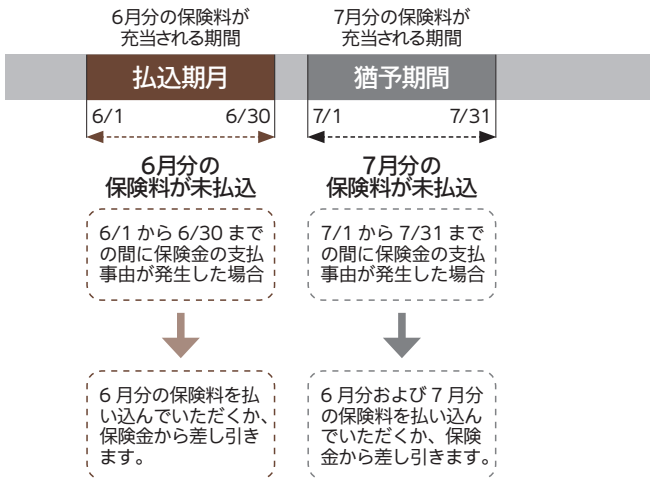 6月分の保険料が
充当される期間
払込期月
6/1 6/30
6月分の
保険料が未払込
6/1 から 6/30 まで
の間に保険金の支払
事由が発生した場合
6 月分の保険料を払
い込んでいただくか、
保険金から差し引き
ます。
7月分の保険料が
充当される期間
猶予期間
7/1 7/31
7月分の
保険料が未払込
7/1 から 7/31 まで
の間に保険金の支払
事由が発生した場合
6 月分および 7 月分
の保険料を払い込ん
でいただくか、保険
金から差し引きます。